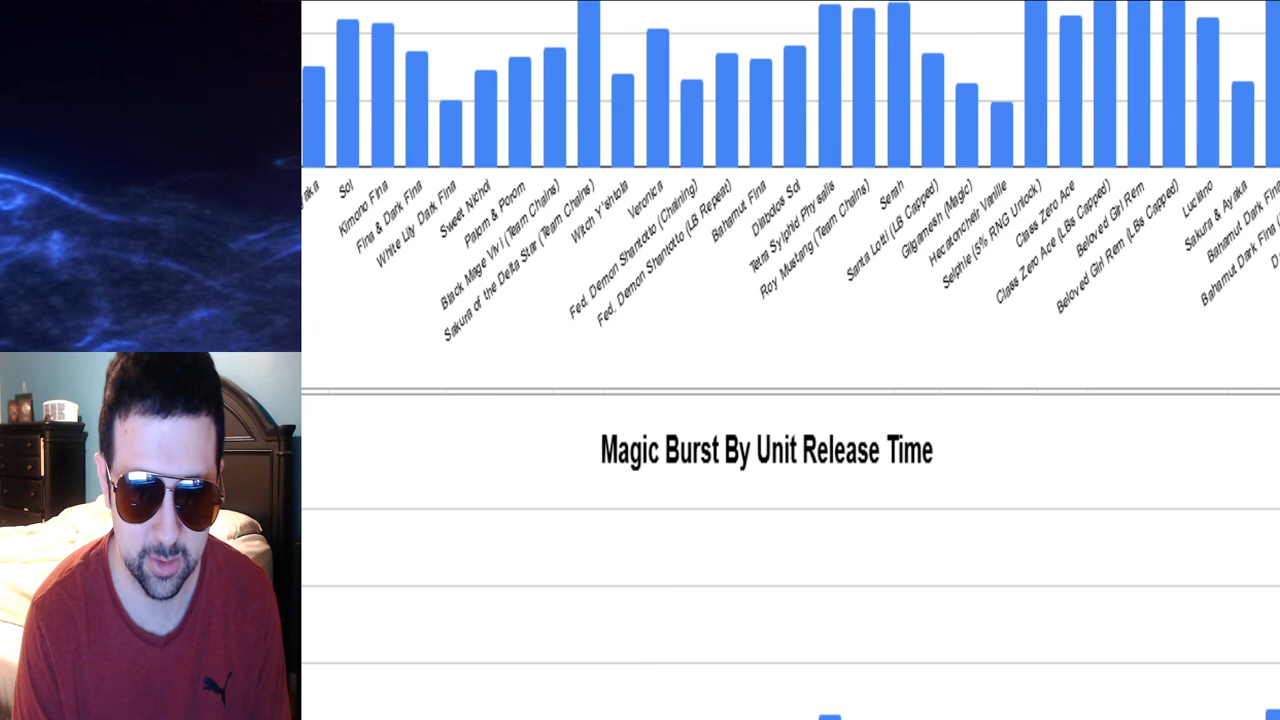 aka
Sol
Kimono Fina
Fina & Dark Fina
White Lily Dark Fina
Sweet Nichol
Palom & Porom
Black Mage Vivi (Team Chains)
Sakura of the Delta Star (Team Chains)
Witch Y'shtola
Veronica
Fed. Demon Shantotto (Chaining)
Fed. Demon Shantotto (LB Repeat)
Bahamut Fina
Diabolos Sol
Tetra Sylphid Physalis
Roy Mustang (Team Chains)
Serah
Santa Lotti (LB Capped)
Gilgamesh (Magic)
Hecatoncheir Vanille
Selphie (5% RNG Unlock)
Class Zero Ace
Class Zero Ace (LBs Capped)
Beloved Girl Rem
Beloved Girl Rem (LBs Capped)
Luciano
Sakura & Ayaka
Bahamut Dark Fina
Bahamut Dark Fina (
D
Magic Burst By Unit Release Time